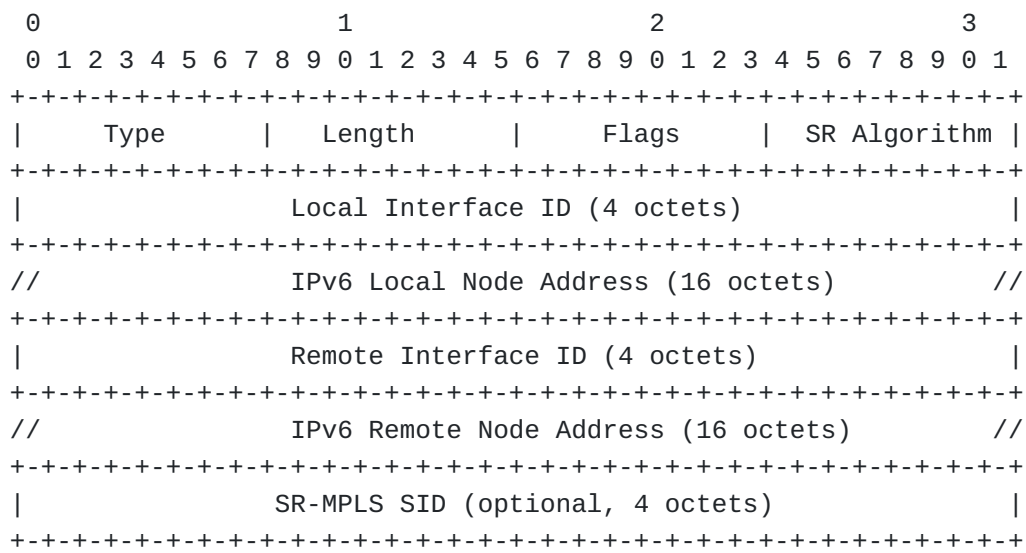 0                   1                   2                   3
 0 1 2 3 4 5 6 7 8 9 0 1 2 3 4 5 6 7 8 9 0 1 2 3 4 5 6 7 8 9 0 1
+-+-+-+-+-+-+-+-+-+-+-+-+-+-+-+-+-+-+-+-+-+-+-+-+-+-+-+-+-+-+-+-+
|     Type      |   Length      |     Flags     |  SR Algorithm |
+-+-+-+-+-+-+-+-+-+-+-+-+-+-+-+-+-+-+-+-+-+-+-+-+-+-+-+-+-+-+-+-+
|                 Local Interface ID (4 octets)                 |
+-+-+-+-+-+-+-+-+-+-+-+-+-+-+-+-+-+-+-+-+-+-+-+-+-+-+-+-+-+-+-+-+
//                IPv6 Local Node Address (16 octets)          //
+-+-+-+-+-+-+-+-+-+-+-+-+-+-+-+-+-+-+-+-+-+-+-+-+-+-+-+-+-+-+-+-+
|                 Remote Interface ID (4 octets)                |
+-+-+-+-+-+-+-+-+-+-+-+-+-+-+-+-+-+-+-+-+-+-+-+-+-+-+-+-+-+-+-+-+
//                IPv6 Remote Node Address (16 octets)         //
+-+-+-+-+-+-+-+-+-+-+-+-+-+-+-+-+-+-+-+-+-+-+-+-+-+-+-+-+-+-+-+-+
|                SR-MPLS SID (optional, 4 octets)               |
+-+-+-+-+-+-+-+-+-+-+-+-+-+-+-+-+-+-+-+-+-+-+-+-+-+-+-+-+-+-+-+-+